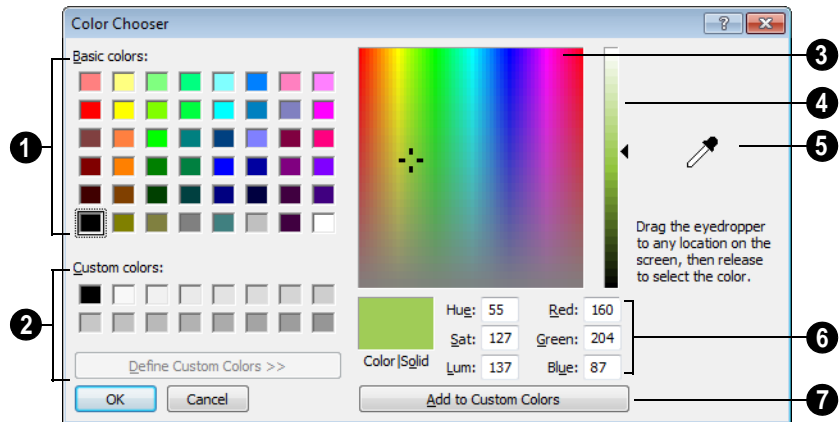 Color Chooser
?
Basic colors:
1
Custom colors:
2
Define Custom Colors >>
OK
Cancel
3
4
5
Drag the eyedropper
to any location on the
screen, then release
to select the color.
Color|Solid
Hue: 55
Sat: 127
Lum: 137
Red: 160
Green: 204
Blue: 87
6
Add to Custom Colors
7